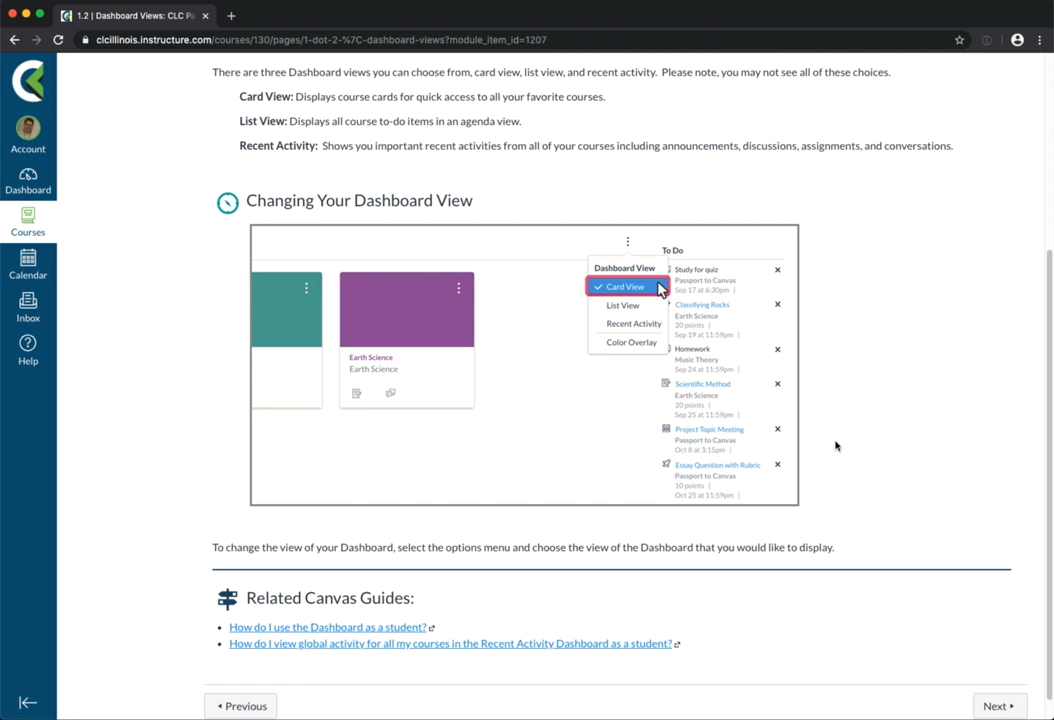 1.2 | Dashboard Views: CLC Pa
clcillinois.instructure.com/courses/130/pages/1-dot-2-%7C-dashboard-views?module_item_id=1207
Account
Dashboard
Courses
Calendar
Inbox
Help
There are three Dashboard views you can choose from, card view, list view, and recent activity. Please note, you may not see all of these choices.
Card View: Displays course cards for quick access to all your favorite courses.
List View: Displays all course to-do items in an agenda view.
Recent Activity: Shows you important recent activities from all of your courses including announcements, discussions, assignments, and conversations.
Changing Your Dashboard View
Earth Science
Earth Science
Dashboard View
Card View
List View
Recent Activity
Color Overlay
To Do
Study for quiz
Passport to Canvas
Sep 17 at 6:30pm |
Classifying Rocks
Earth Science
20 points |
Sep 19 at 11:59pm |
Homework
Music Theory
Sep 24 at 11:59pm |
Scientific Method
Earth Science
20 points |
Sep 25 at 11:59pm |
Project Topic Meeting
Passport to Canvas
Oct 8 at 3:15pm |
Essay Question with Rubric
Passport to Canvas
10 points |
Oct 25 at 11:59pm |
To change the view of your Dashboard, select the options menu and choose the view of the Dashboard that you would like to display.
Related Canvas Guides:
How do I use the Dashboard as a student?
How do I view global activity for all my courses in the Recent Activity Dashboard as a student?
Previous
Next